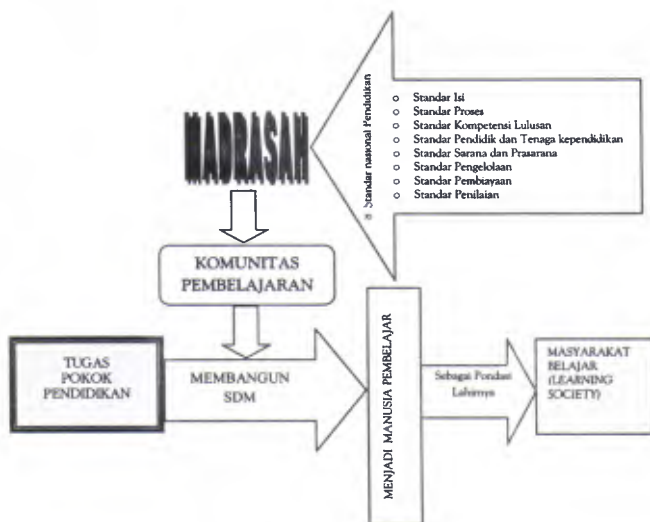 MADRASAH
8 Standar nasional Pendidikan
o Standar Isi
o Standar Proses
o Standar Kompetensi Lulusan
o Standar Pendidik dan Tenaga kependidikan
o Standar Sarana dan Prasarana
o Standar Pengelolaan
o Standar Pembiayaan
o Standar Penilaian
KOMUNITAS
PEMBELAJARAN
TUGAS
POKOK
PENDIDIKAN
MEMBANGUN
SDM
MENJADI MANUSIA PEMBELAJAR
Sebagai Pondasi
Lahirnya
MASYARAKAT
BELAJAR
(LEARNING
SOCIETY)